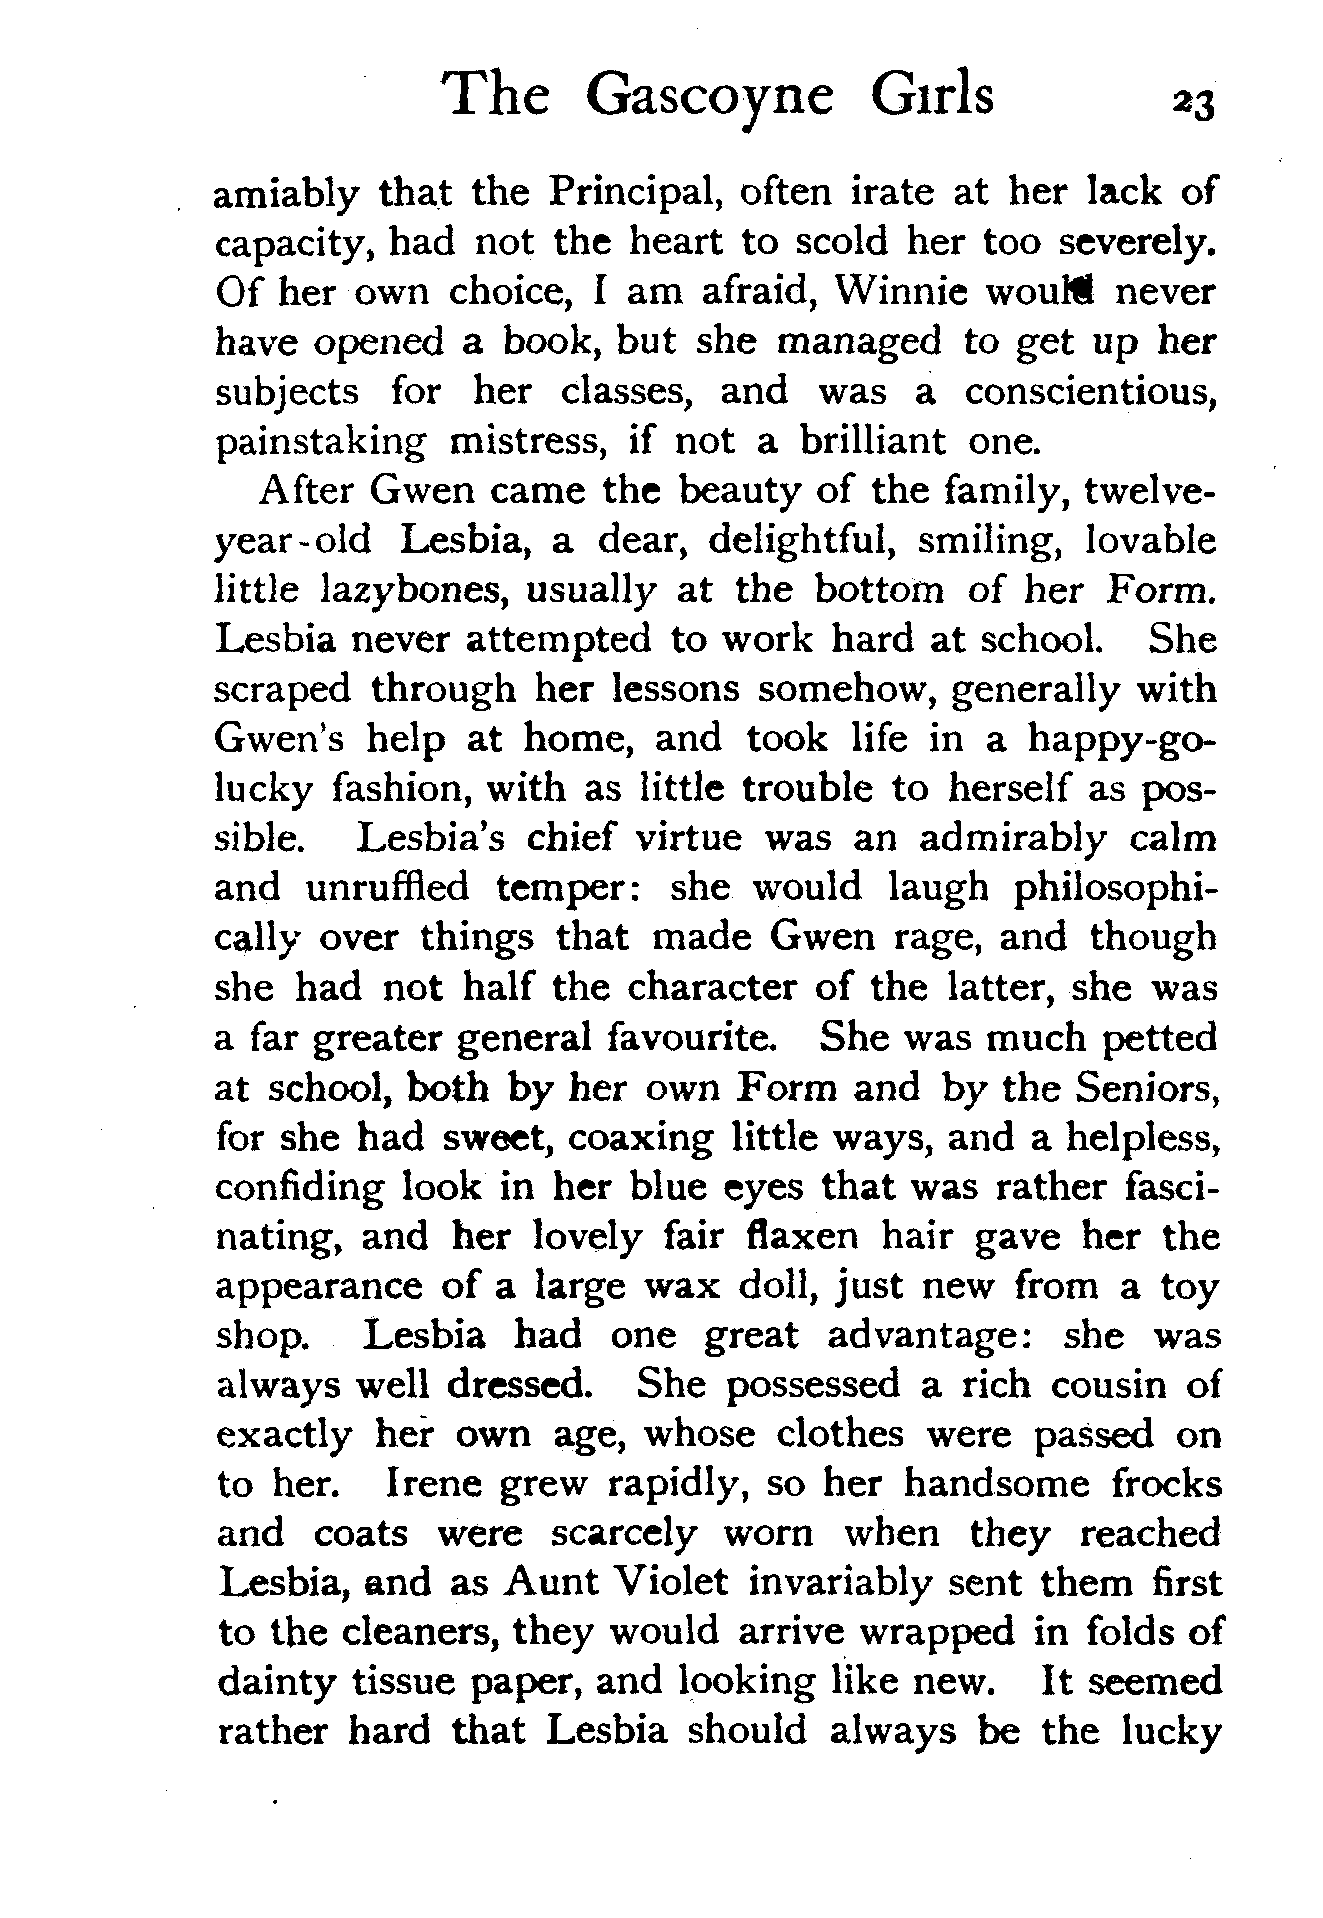 The Gascoyne Girls 23
amiably that the Principal, often irate at her lack of
capacity, had not the heart to scold her too severely.
Of her own choice, I am afraid, Winnie would never
have opened a book, but she managed to get up her
subjects for her classes, and was a conscientious,
painstaking mistress, if not a brilliant one.
After Gwen came the beauty of the family, twelve-
year-old Lesbia, a dear, delightful, smiling, lovable
little lazybones, usually at the bottom of her Form.
Lesbia never attempted to work hard at school. She
scraped through her lessons somehow, generally with
Gwen's help at home, and took life in a happy-go-
lucky fashion, with as little trouble to herself as pos-
sible. Lesbia's chief virtue was an admirably calm
and unruffled temper: she would laugh philosophi-
cally over things that made Gwen rage, and though
she had not half the character of the latter, she was
a far greater general favourite. She was much petted
at school, both by her own Form and by the Seniors,
for she had sweet, coaxing little ways, and a helpless,
confiding look in her blue eyes that was rather fasci-
nating, and her lovely fair flaxen hair gave her the
appearance of a large wax doll, just new from a toy
shop. Lesbia had one great advantage: she was
always well dressed. She possessed a rich cousin of
exactly her own age, whose clothes were passed on
to her. Irene grew rapidly, so her handsome frocks
and coats were scarcely worn when they reached
Lesbia, and as Aunt Violet invariably sent them first
to the cleaners, they would arrive wrapped in folds of
dainty tissue paper, and looking like new. It seemed
rather hard that Lesbia should always be the lucky